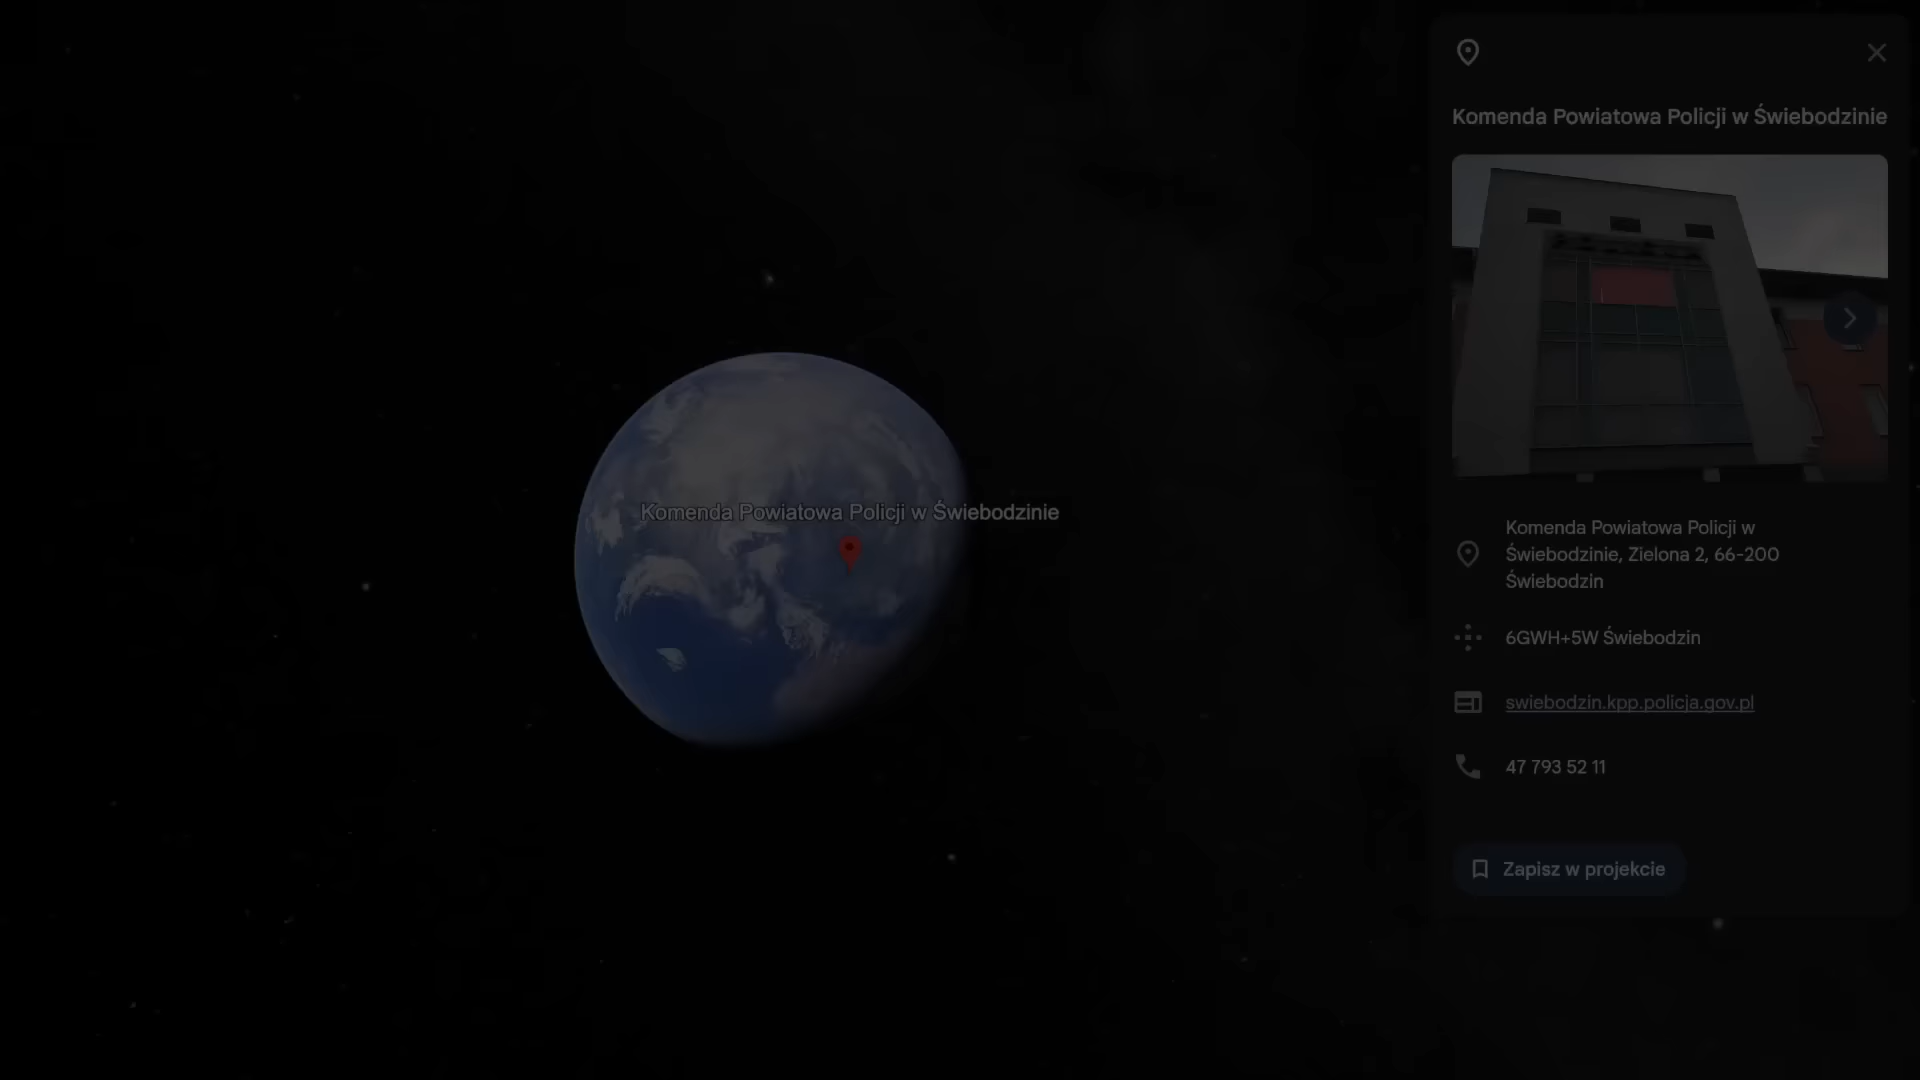 Komenda Powiatowa Policji w Świebodzinie
Komenda Powiatowa Policji w Świebodzinie
Komenda Powiatowa Policji w
Świebodzinie, Zielona 2, 66-200
Świebodzin
6GWH+5W Świebodzin
swiebodzin.kpp.policja.gov.pl
47 793 52 11
Zapisz w projekcie